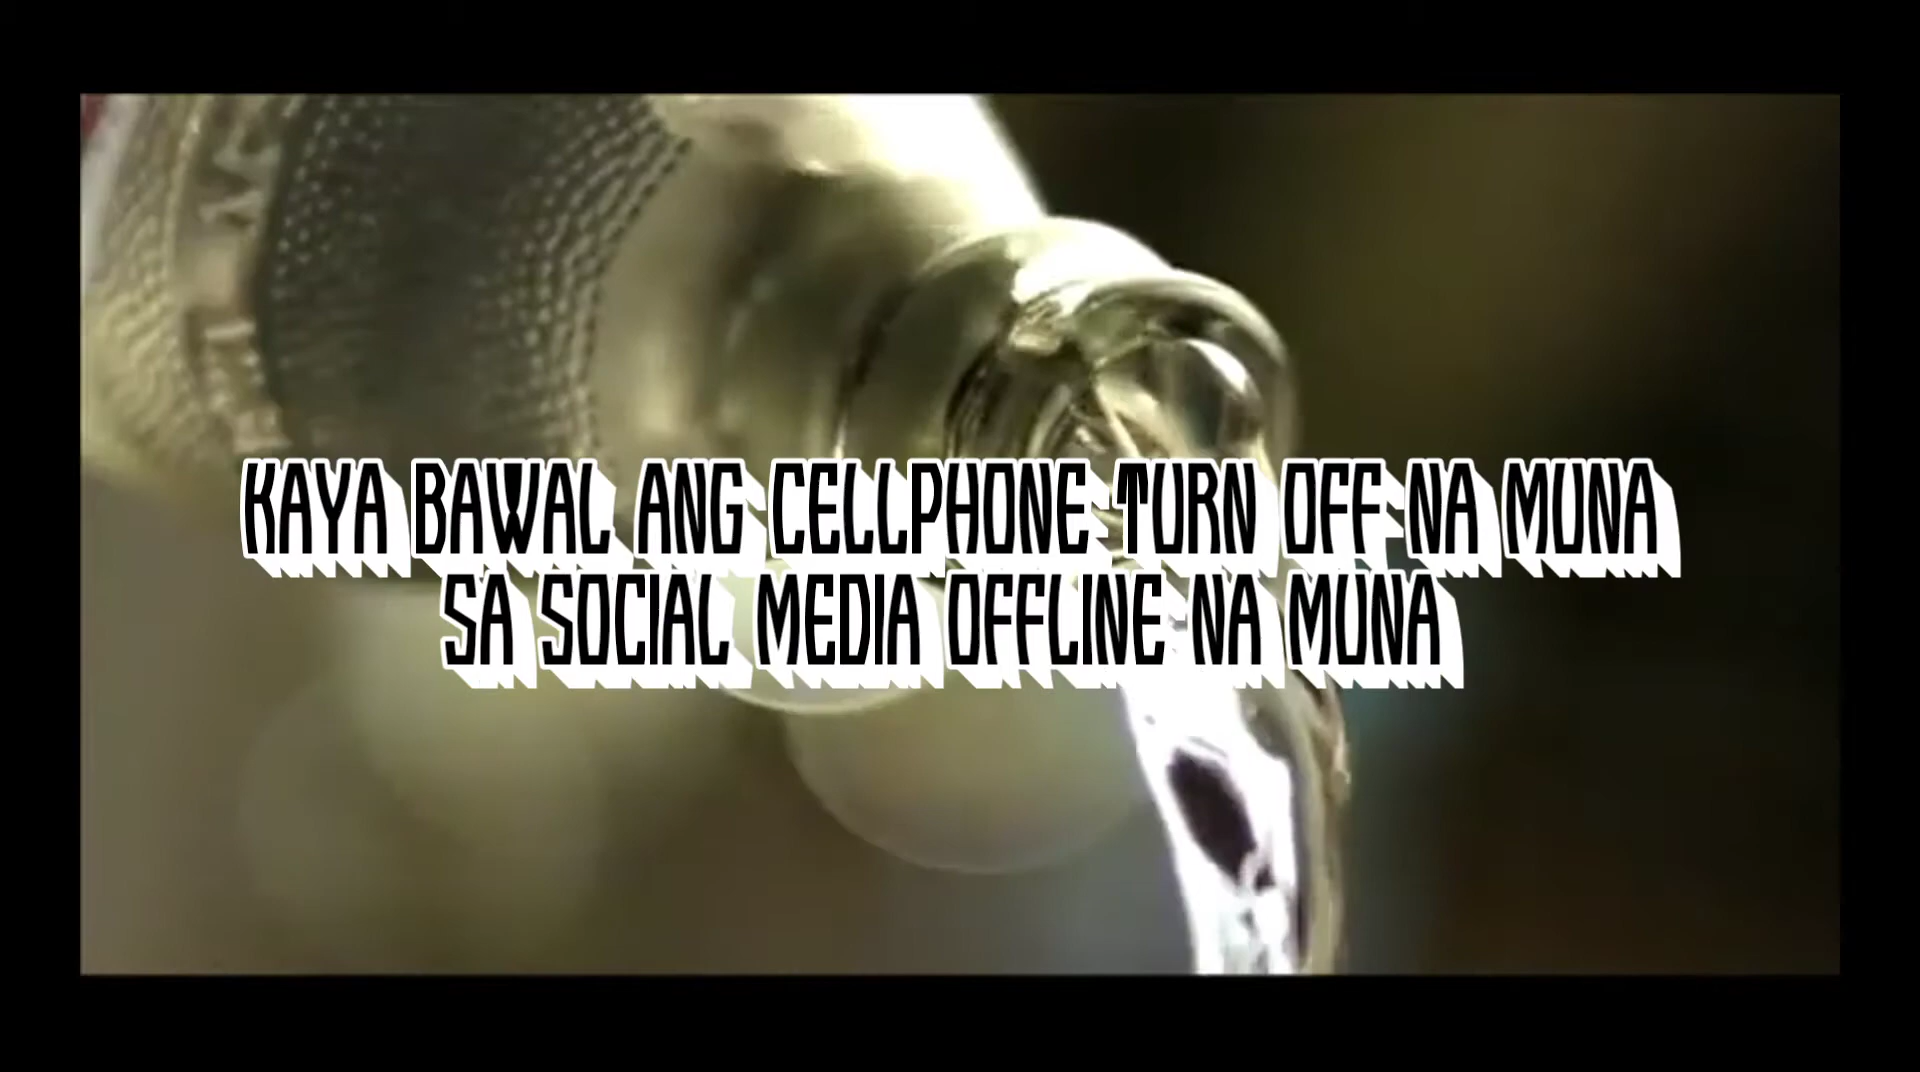 KAYA BAWAL ANG CELLPHONE TURN OFF NA MUNA
SA SOCIAL MEDIA OFFLINE NA MUNA